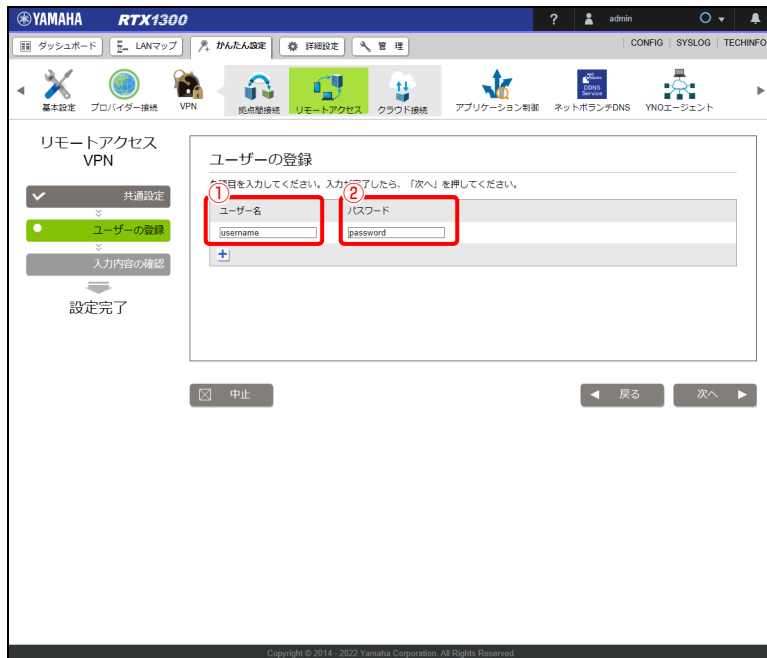 YAMAHA RTX1300 ? admin
ダッシュボード LANマップ かんたん設定 詳細設定 管 理 CONFIG SYSLOG TECHINFO
基本設定 プロバイダー接続 VPN 拠点間接続 リモートアクセス クラウド接続 アプリケーション制御 ネットボランチDNS YNOエージェント
DDNS
Service
リモートアクセス
VPN
共通設定
ユーザーの登録
入力内容の確認
設定完了
ユーザーの登録
各項目を入力してください。入力が完了したら、「次へ」を押してください。
① ②
ユーザー名 パスワード
username password
中止 戻る 次へ
Copyright © 2014 - 2022 Yamaha Corporation. All Rights Reserved.